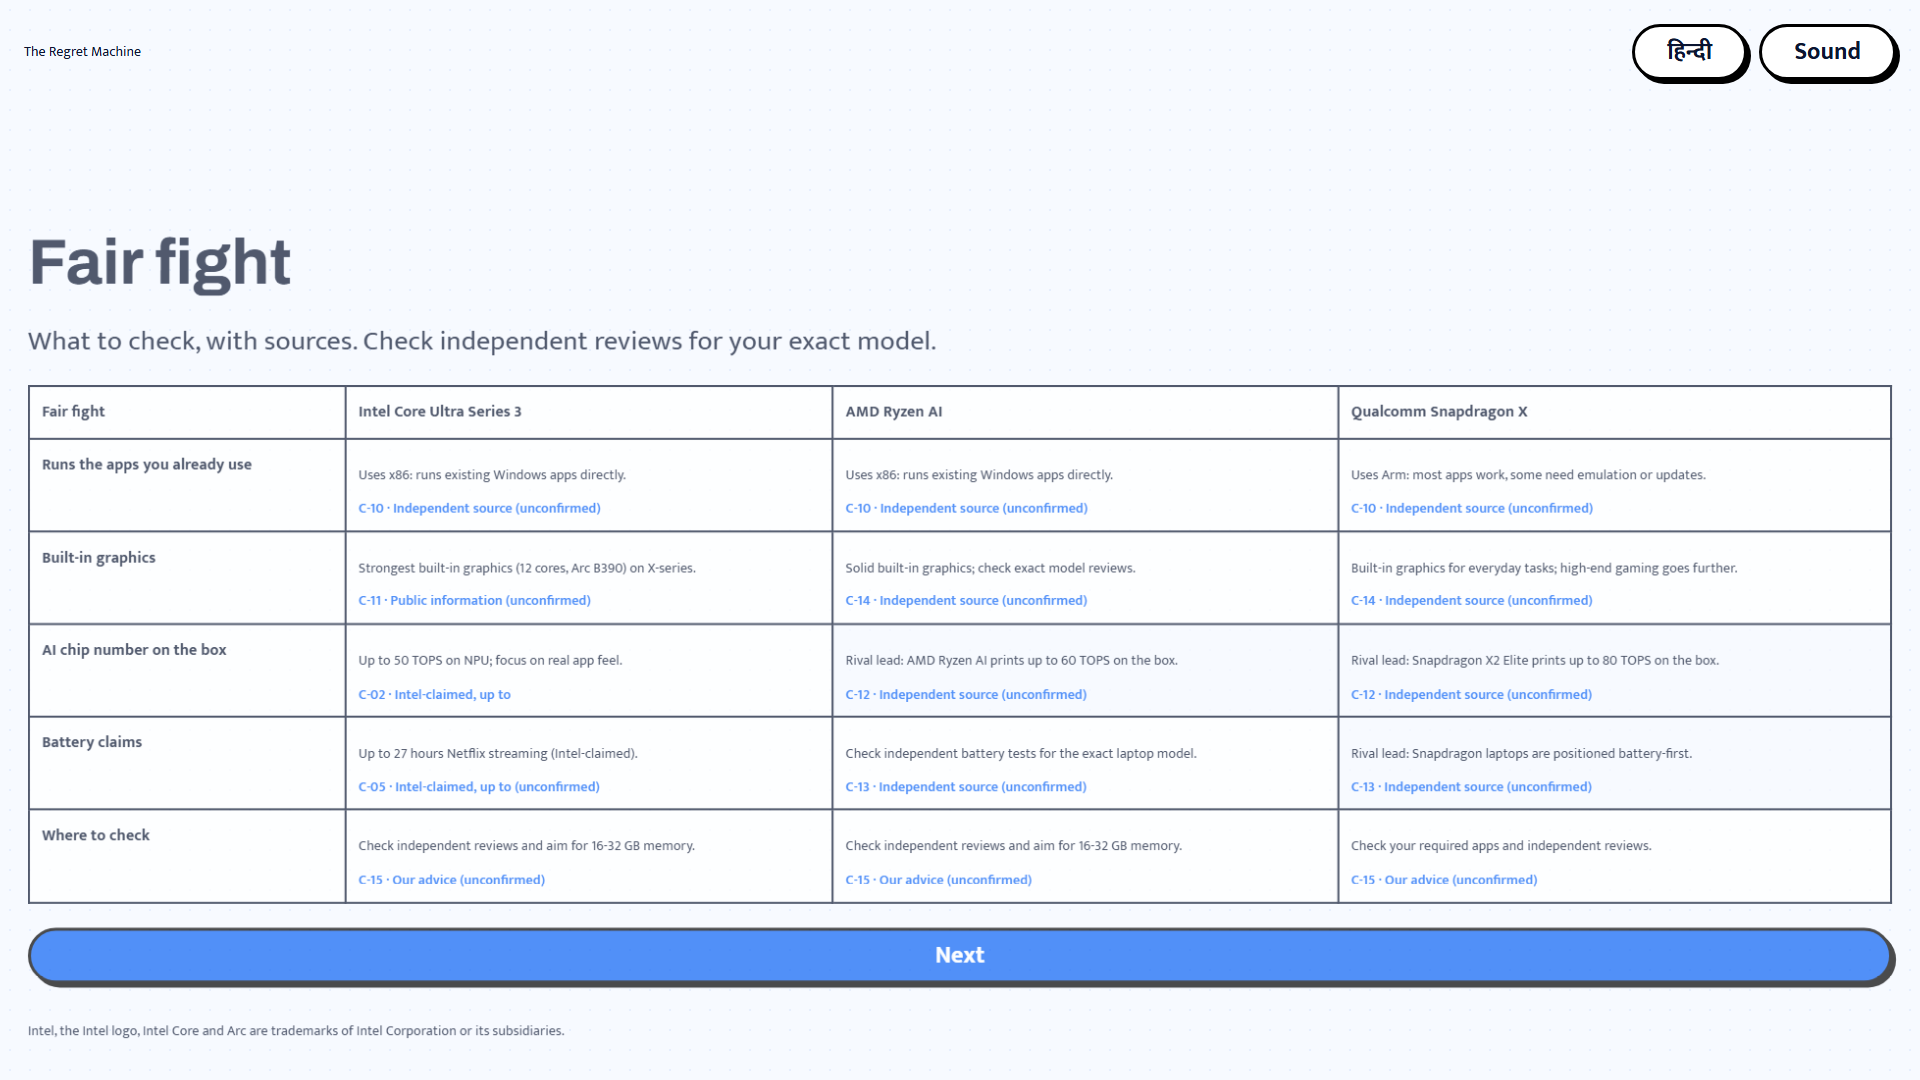 The Regret Machine
हिन्दी
Sound
Fair fight
What to check, with sources. Check independent reviews for your exact model.
Fair fight
Intel Core Ultra Series 3
AMD Ryzen AI
Qualcomm Snapdragon X
Runs the apps you already use
Uses x86: runs existing Windows apps directly.
C-10 · Independent source (unconfirmed)
Uses x86: runs existing Windows apps directly.
C-10 · Independent source (unconfirmed)
Uses Arm: most apps work, some need emulation or updates.
C-10 · Independent source (unconfirmed)
Built-in graphics
Strongest built-in graphics (12 cores, Arc B390) on X-series.
C-11 · Public information (unconfirmed)
Solid built-in graphics; check exact model reviews.
C-14 · Independent source (unconfirmed)
Built-in graphics for everyday tasks; high-end gaming goes further.
C-14 · Independent source (unconfirmed)
AI chip number on the box
Up to 50 TOPS on NPU; focus on real app feel.
C-02 · Intel-claimed, up to
Rival lead: AMD Ryzen AI prints up to 60 TOPS on the box.
C-12 · Independent source (unconfirmed)
Rival lead: Snapdragon X2 Elite prints up to 80 TOPS on the box.
C-12 · Independent source (unconfirmed)
Battery claims
Up to 27 hours Netflix streaming (Intel-claimed).
C-05 · Intel-claimed, up to (unconfirmed)
Check independent battery tests for the exact laptop model.
C-13 · Independent source (unconfirmed)
Rival lead: Snapdragon laptops are positioned battery-first.
C-13 · Independent source (unconfirmed)
Where to check
Check independent reviews and aim for 16-32 GB memory.
C-15 · Our advice (unconfirmed)
Check independent reviews and aim for 16-32 GB memory.
C-15 · Our advice (unconfirmed)
Check your required apps and independent reviews.
C-15 · Our advice (unconfirmed)
Next
Intel, the Intel logo, Intel Core and Arc are trademarks of Intel Corporation or its subsidiaries.